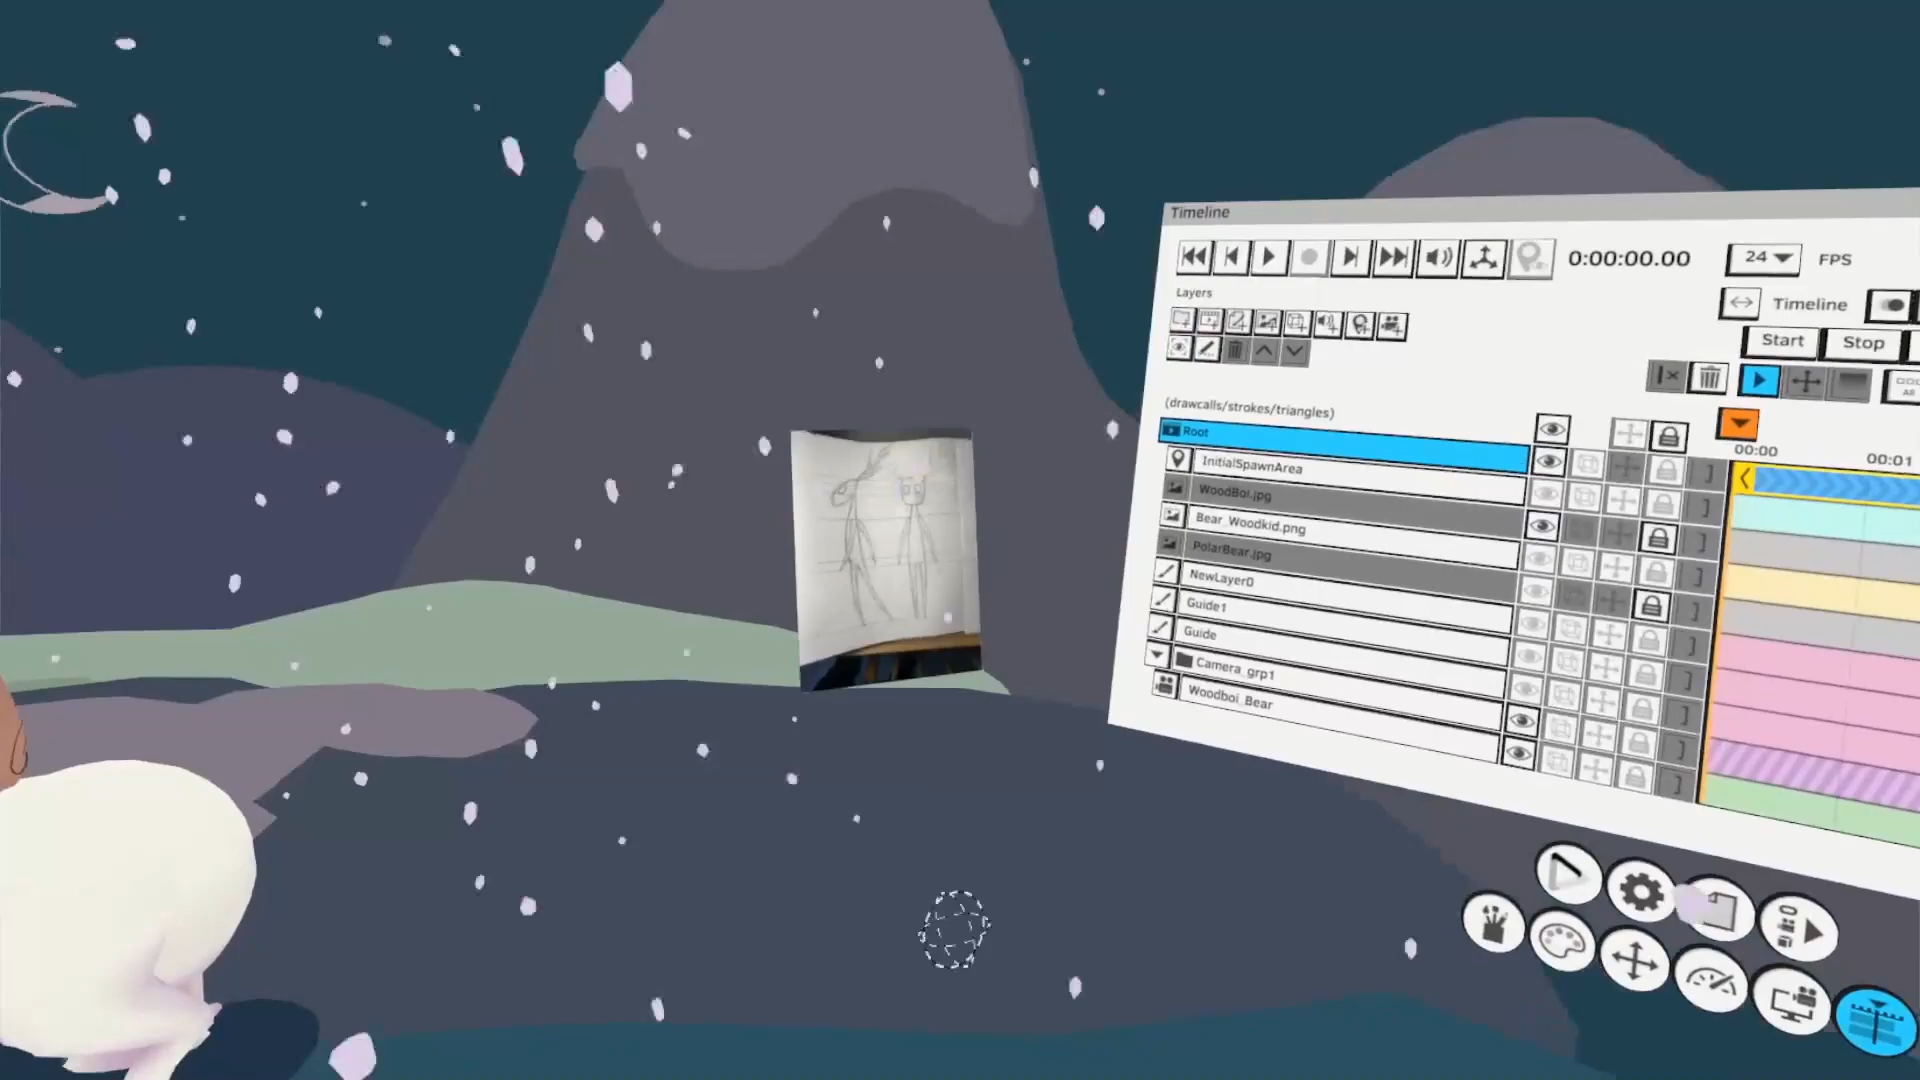 Timeline
0:00:00.00
24
FPS
Layers
Timeline
Start
Stop
(drawcalls/strokes/triangles)
Root
00:00
00:01
InitialSpawnArea
WoodBoi.jpg
Bear_Woodkid.png
PolarBear.jpg
NewLayer0
Guide1
Guide
Camera_grp1
Woodboi_Bear